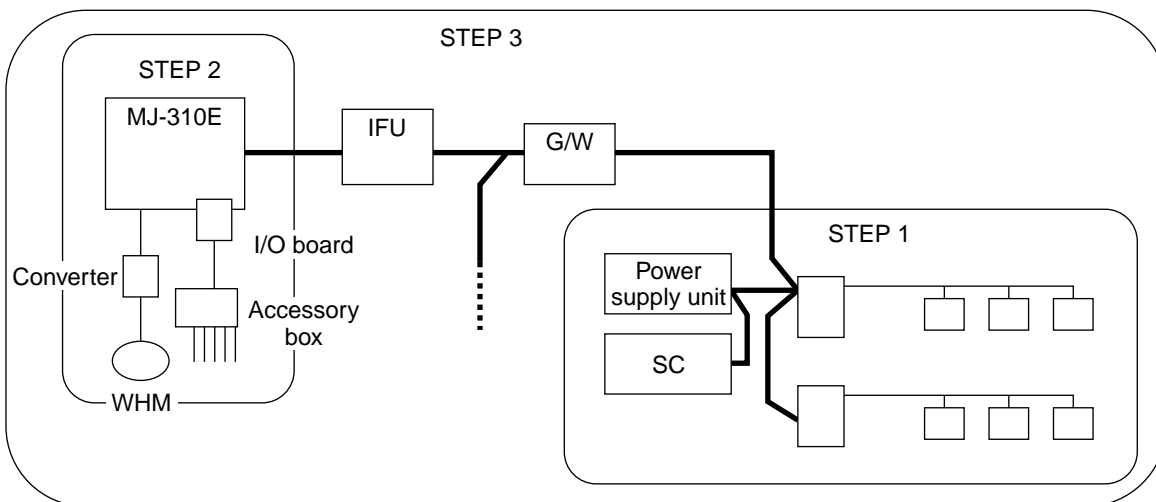 STEP 3
STEP 2
MJ-310E
IFU
G/W
I/O board
Converter
Accessory
box
WHM
STEP 1
Power
supply unit
SC